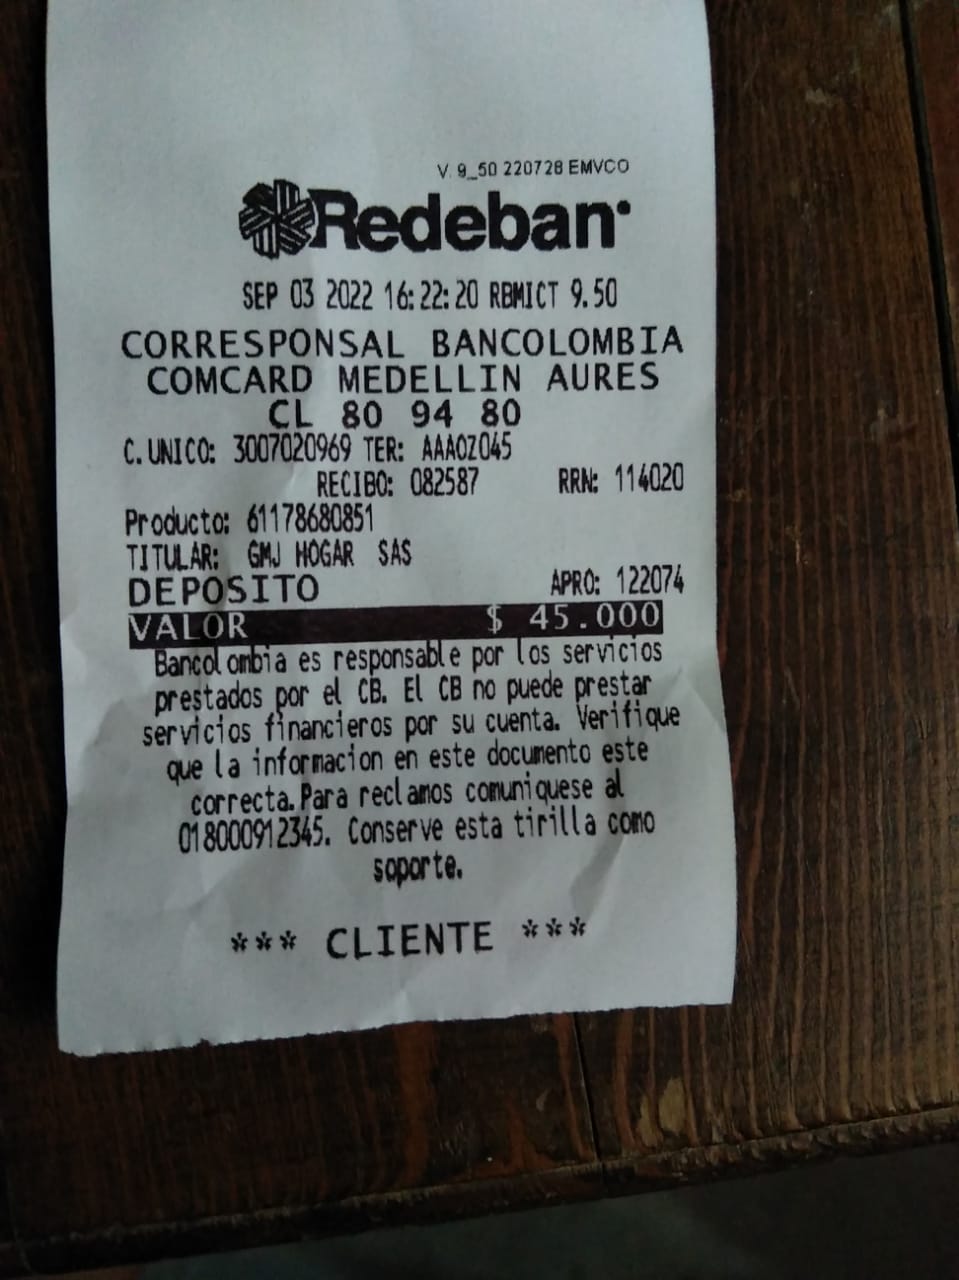 V. 9_50 220728 EMVCO
Redeban
SEP 03 2022 16:22:20 RBMICT 9.50
CORRESPONSAL BANCOLOMBIA
COMCARD MEDELLIN AURES
CL 80 94 80
C.UNICO: 3007020969 TER: AAAOZ045
RECIBO: 082587 RRN: 114020
Producto: 61178680851
TITULAR: GMJ HOGAR SAS
DEPOSITO APRO: 122074
VALOR $ 45.000
Bancolombia es responsable por los servicios
prestados por el CB. El CB no puede prestar
servicios financieros por su cuenta. Verifique
que la informacion en este documento este
correcta.Para reclamos comuniquese al
018000912345. Conserve esta tirilla como
soporte.
*** CLIENTE ***